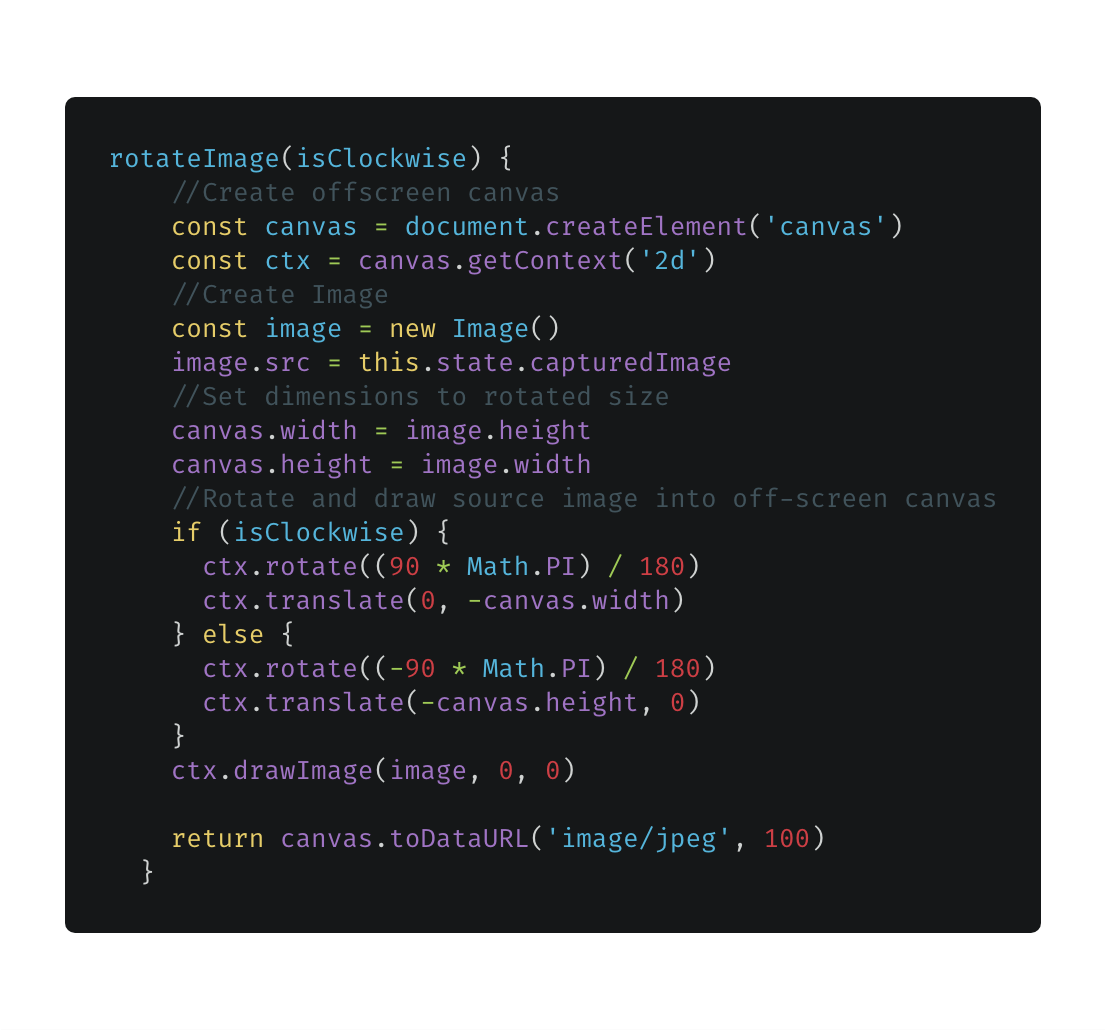 rotateImage(isClockwise) {
    //Create offscreen canvas
    const canvas = document.createElement('canvas')
    const ctx = canvas.getContext('2d')
    //Create Image
    const image = new Image()
    image.src = this.state.capturedImage
    //Set dimensions to rotated size
    canvas.width = image.height
    canvas.height = image.width
    //Rotate and draw source image into off-screen canvas
    if (isClockwise) {
      ctx.rotate((90 * Math.PI) / 180)
      ctx.translate(0, -canvas.width)
    } else {
      ctx.rotate((-90 * Math.PI) / 180)
      ctx.translate(-canvas.height, 0)
    }
    ctx.drawImage(image, 0, 0)

    return canvas.toDataURL('image/jpeg', 100)
  }